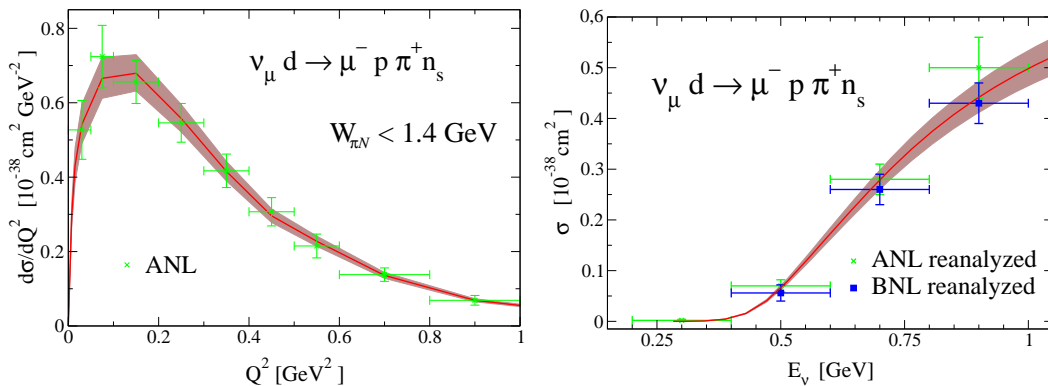 0.8
0.6
0.4
0.2
0
dσ/dQ² [10⁻³⁸ cm² GeV⁻²]
ν_μ d → μ⁻ p π⁺ n_s
W_πN < 1.4 GeV
ANL
0 0.2 0.4 0.6 0.8 1
Q² [GeV²]
0.6
0.5
0.4
0.3
0.2
0.1
0
σ [10⁻³⁸ cm²]
ν_μ d → μ⁻ p π⁺ n_s
ANL reanalyzed
BNL reanalyzed
0.25 0.5 0.75 1
E_ν [GeV]